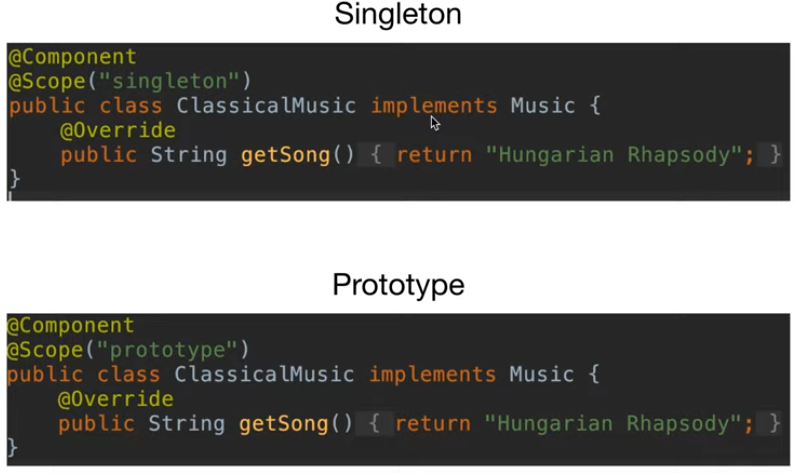 Singleton
@Component
@Scope("singleton")
public class ClassicalMusic implements Music {
@Override
public String getSong() { return "Hungarian Rhapsody"; }
}
Prototype
@Component
@Scope("prototype")
public class ClassicalMusic implements Music {
@Override
public String getSong() { return "Hungarian Rhapsody"; }
}